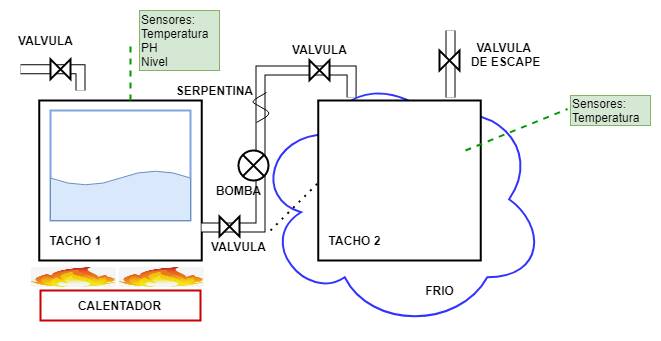 VALVULA
Sensores:
Temperatura
PH
Nivel
VALVULA
VALVULA
DE ESCAPE
SERPENTINA
Sensores:
Temperatura
BOMBA
TACHO 1
VALVULA
TACHO 2
FRIO
CALENTADOR